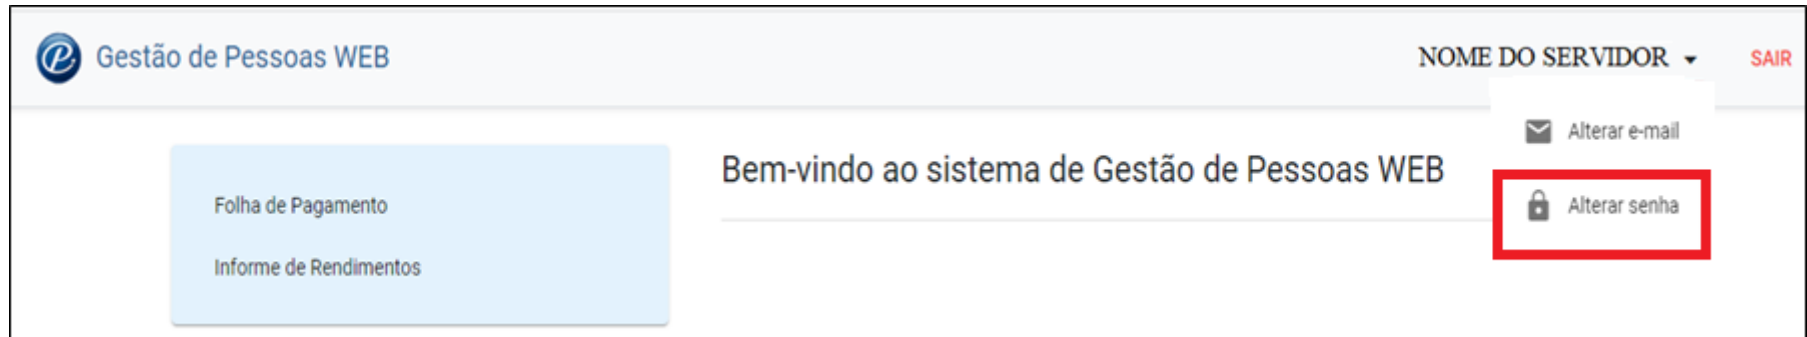 Gestão de Pessoas WEB
NOME DO SERVIDOR
SAIR
Alterar e-mail
Alterar senha
Folha de Pagamento
Informe de Rendimentos
Bem-vindo ao sistema de Gestão de Pessoas WEB